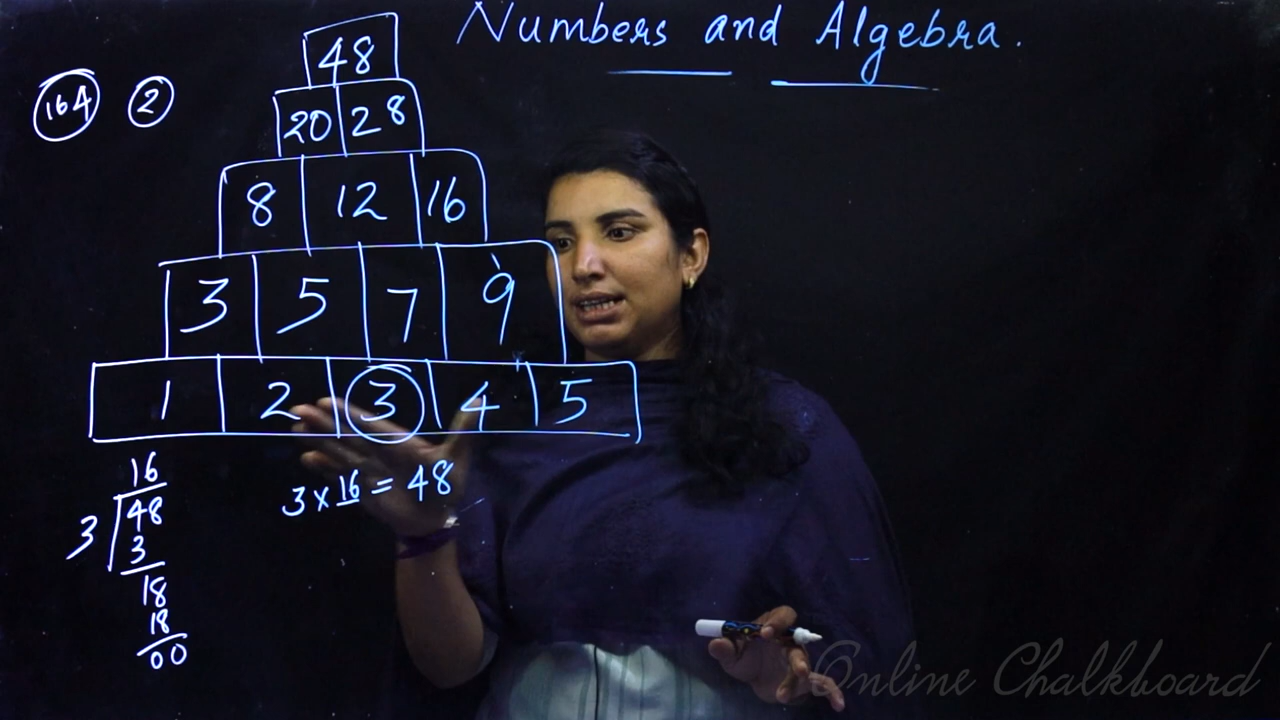 Numbers and Algebra.
164 2
48
20 28
8 12 16
3 5 7 9
1 2 3 4 5
3 x 16 = 48
16
3 48
3
18
18
00
Online Chalkboard